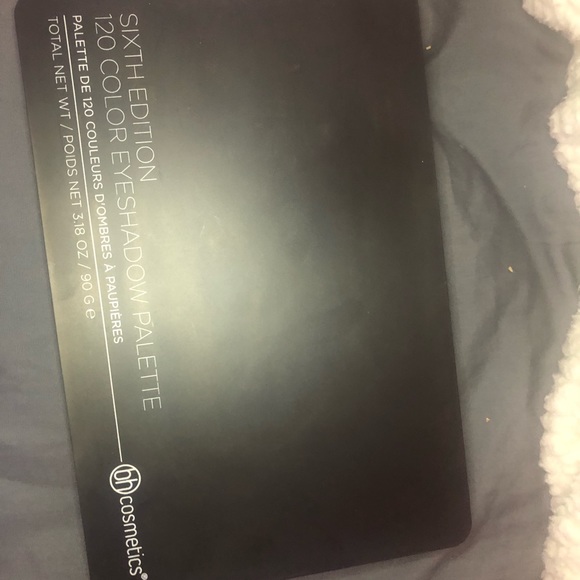 SIXTH EDITION
120 COLOR EYESHADOW PALETTE
PALETTE DE 120 COULEURS D'OMBRES À PAUPIÈRES
TOTAL NET WT / POIDS NET 3.18 OZ / 90 G e
bh cosmetics®